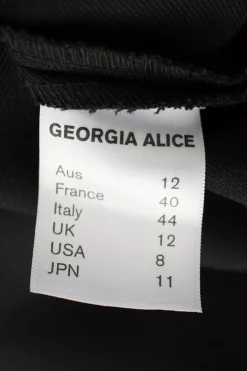 GEORGIA ALICE
Aus 12
France 40
Italy 44
UK 12
USA 8
JPN 11